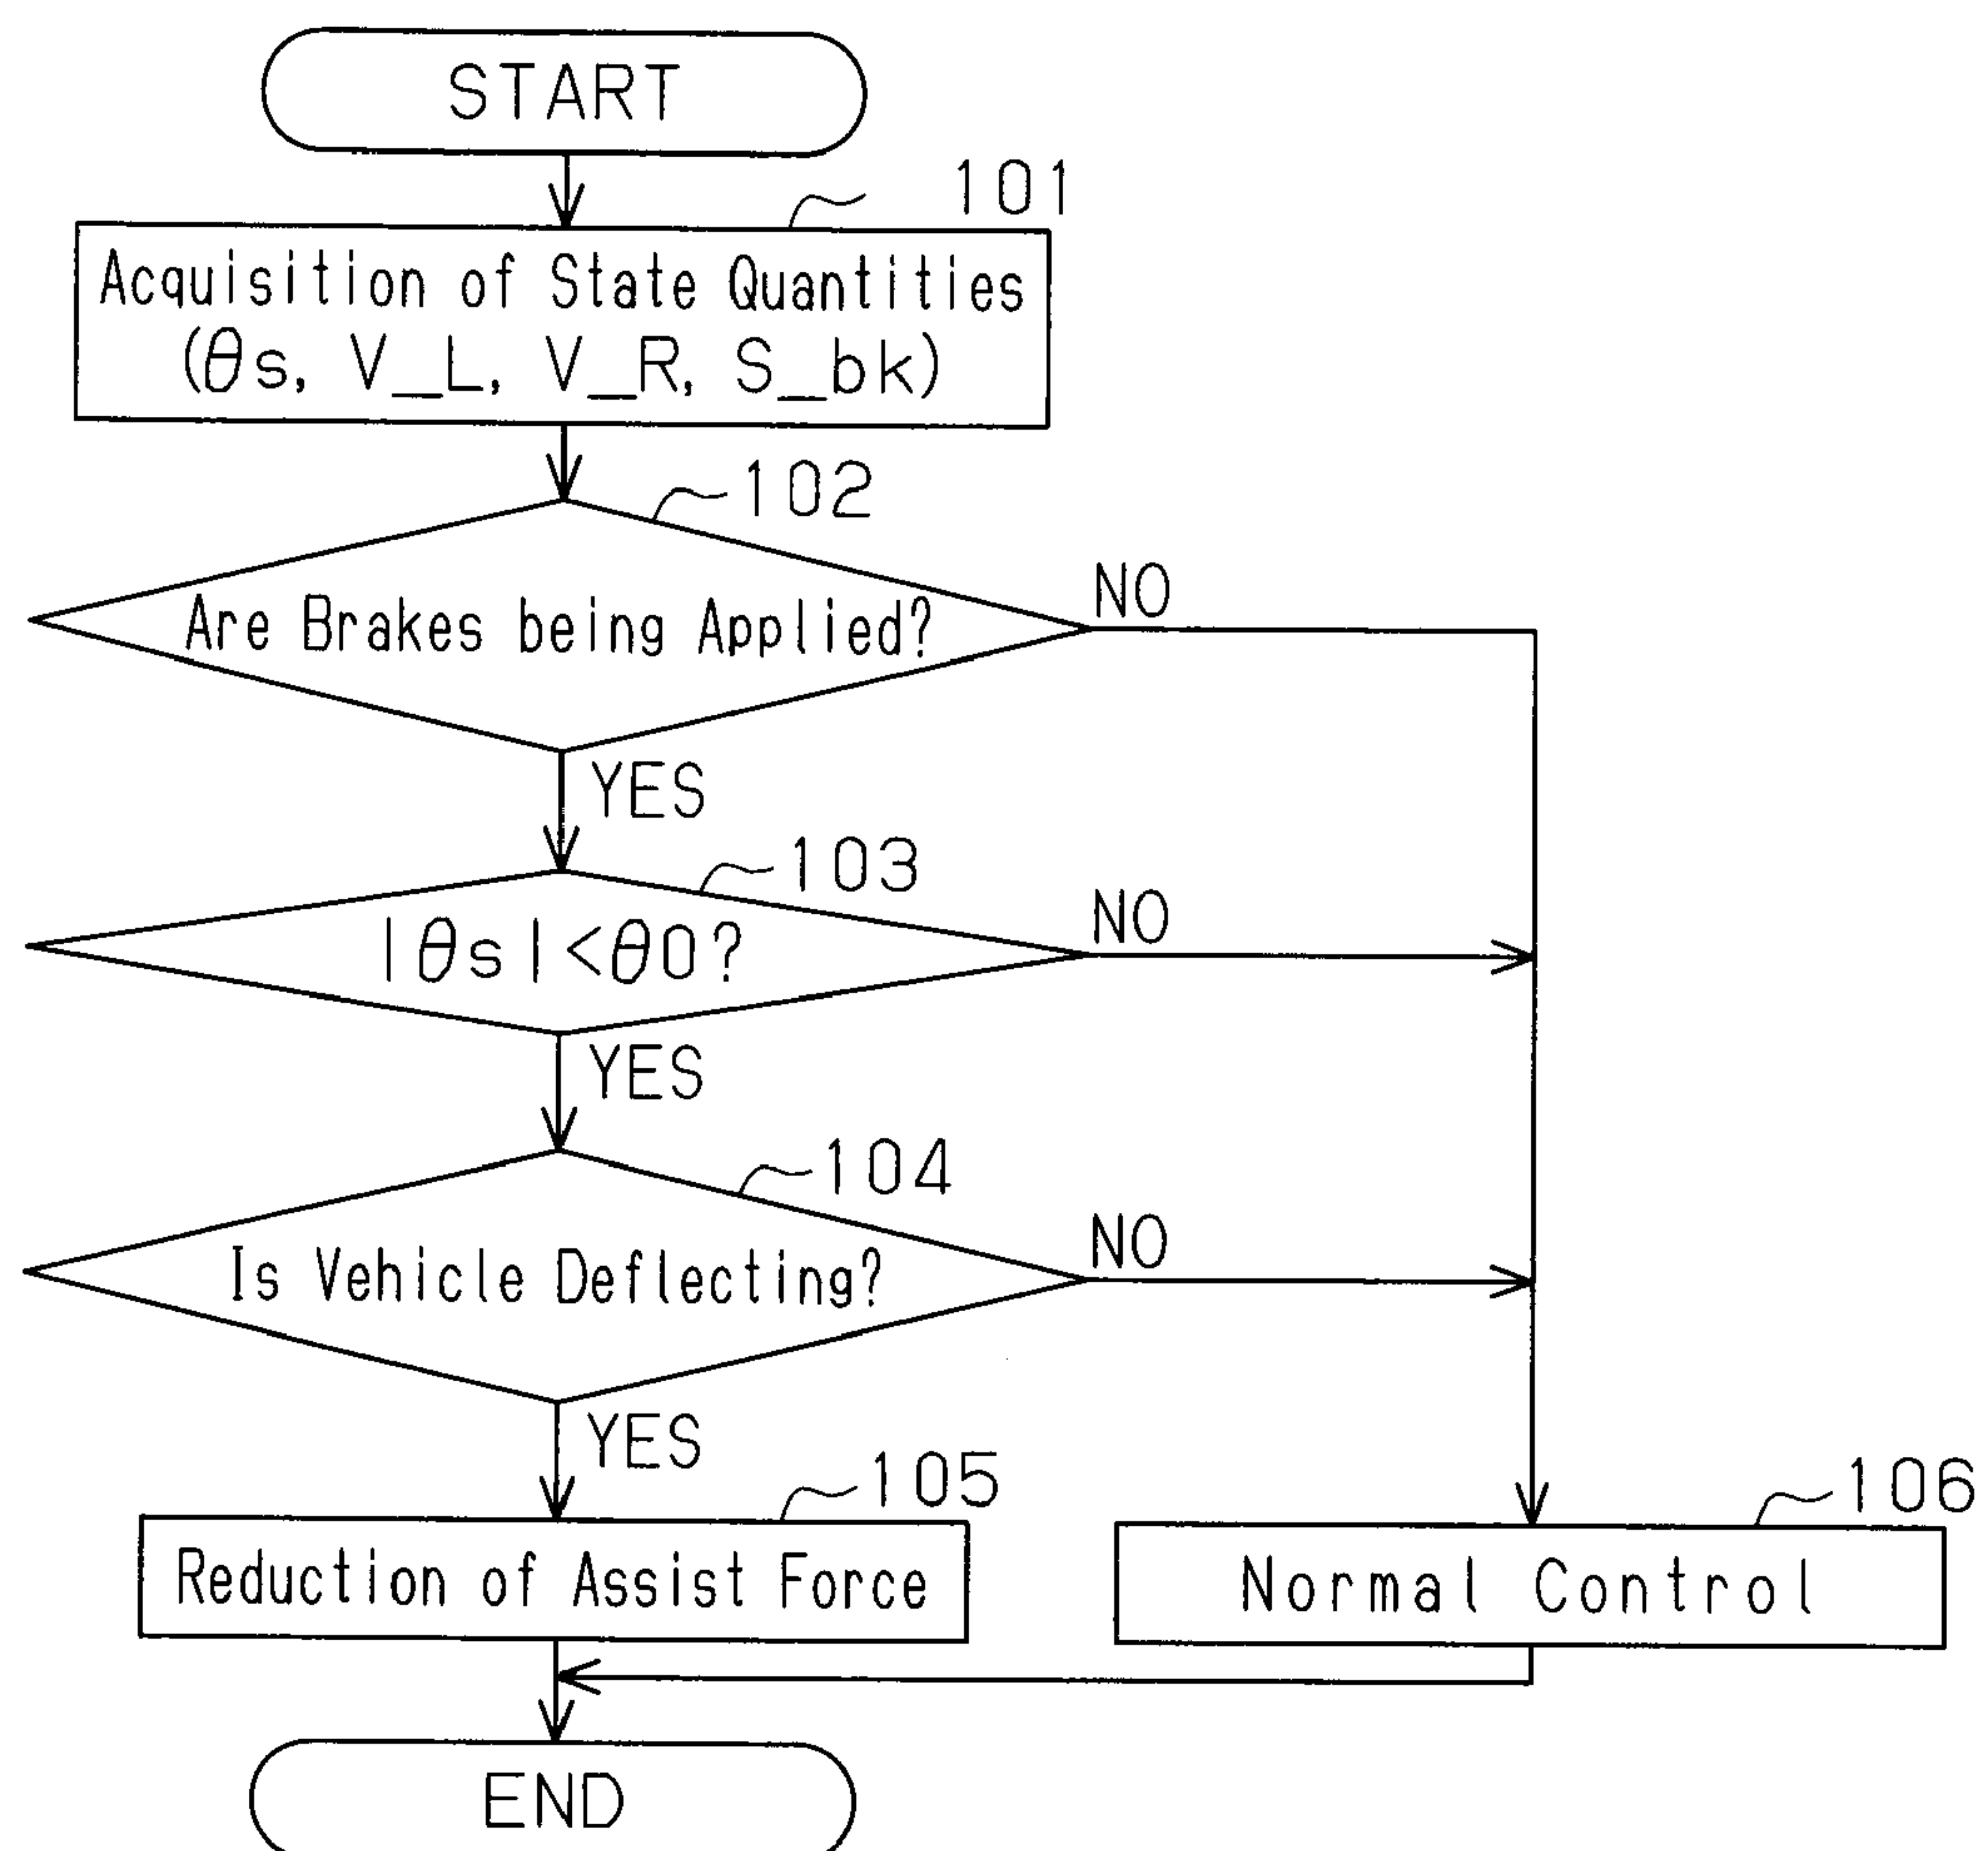 START
101
Acquisition of State Quantities
(θs, V_L, V_R, S_bk)
102
Are Brakes being Applied?
NO
YES
103
|θs|<θ0?
NO
YES
104
Is Vehicle Deflecting?
NO
YES
105
Reduction of Assist Force
106
Normal Control
END